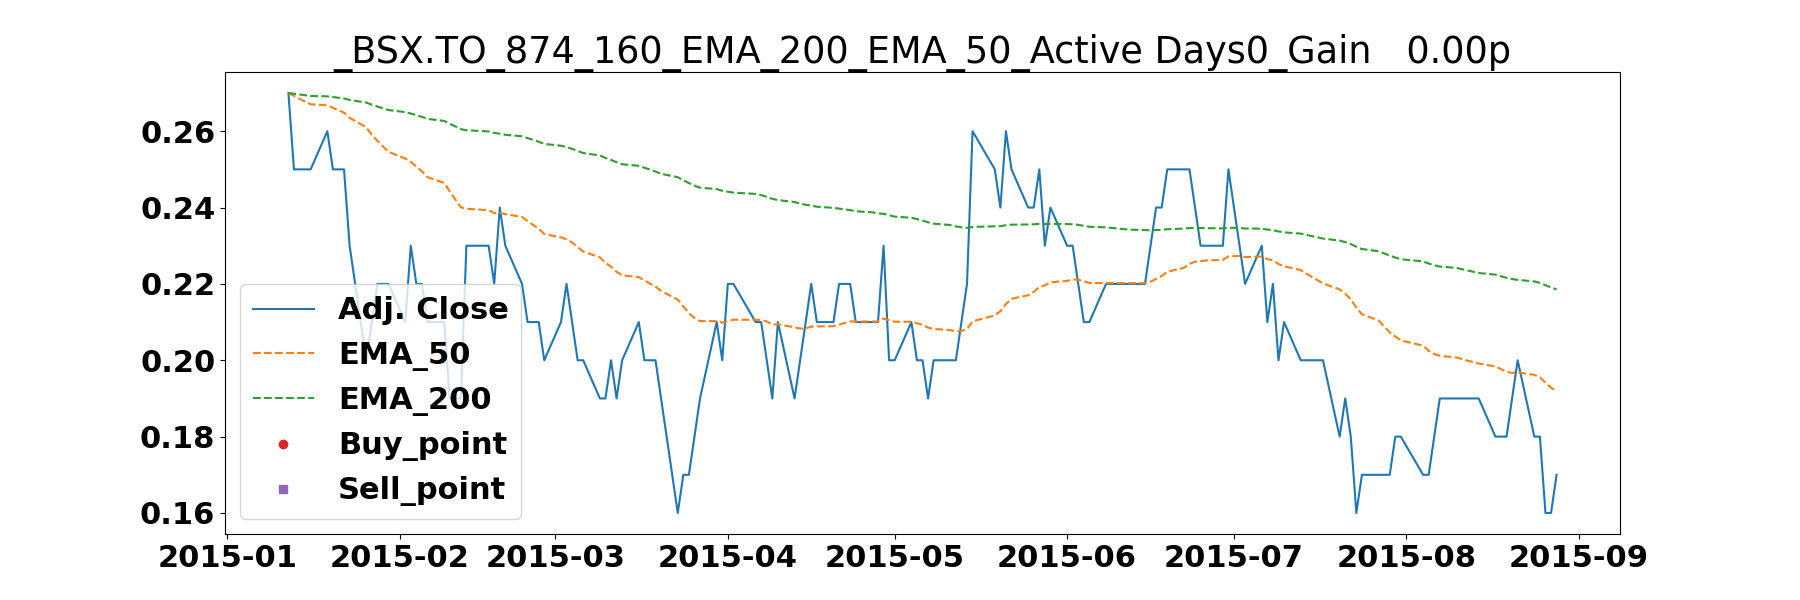 _BSX.TO_874_160_EMA_200_EMA_50_Active Days0_Gain   0.00p
0.26
0.24
0.22
0.20
0.18
0.16
Adj. Close
EMA_50
EMA_200
Buy_point
Sell_point
2015-01 2015-02 2015-03 2015-04 2015-05 2015-06 2015-07 2015-08 2015-09